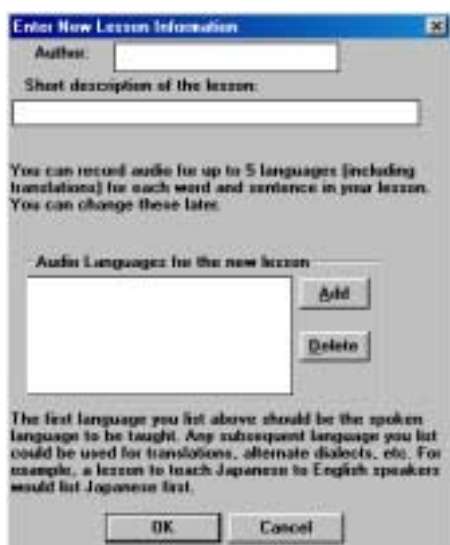 Enter New Lesson Information
Author:
Short description of the lesson:
You can record audio for up to 5 languages (including
translations) for each word and sentence in your lesson.
You can change these later.
Audio Languages for the new lesson
Add
Delete
The first language you list above should be the spoken
language to be taught. Any subsequent language you list
could be used for translations, alternate dialects, etc. For
example, a lesson to teach Japanese to English speakers
would list Japanese first.
OK Cancel